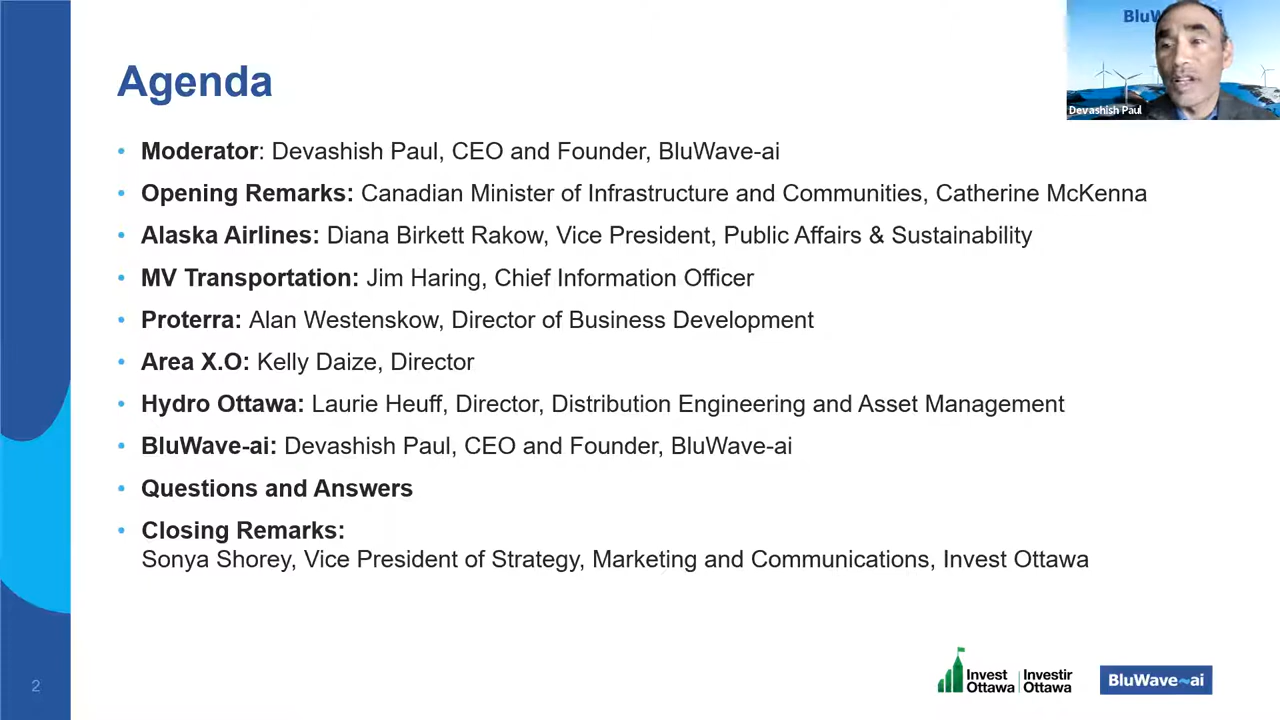 Agenda
• Moderator: Devashish Paul, CEO and Founder, BluWave-ai
• Opening Remarks: Canadian Minister of Infrastructure and Communities, Catherine McKenna
• Alaska Airlines: Diana Birkett Rakow, Vice President, Public Affairs & Sustainability
• MV Transportation: Jim Haring, Chief Information Officer
• Proterra: Alan Westenskow, Director of Business Development
• Area X.O: Kelly Daize, Director
• Hydro Ottawa: Laurie Heuff, Director, Distribution Engineering and Asset Management
• BluWave-ai: Devashish Paul, CEO and Founder, BluWave-ai
• Questions and Answers
• Closing Remarks:
Sonya Shorey, Vice President of Strategy, Marketing and Communications, Invest Ottawa
Devashish Paul
2
Invest Ottawa
Investir Ottawa
BluWave~ai